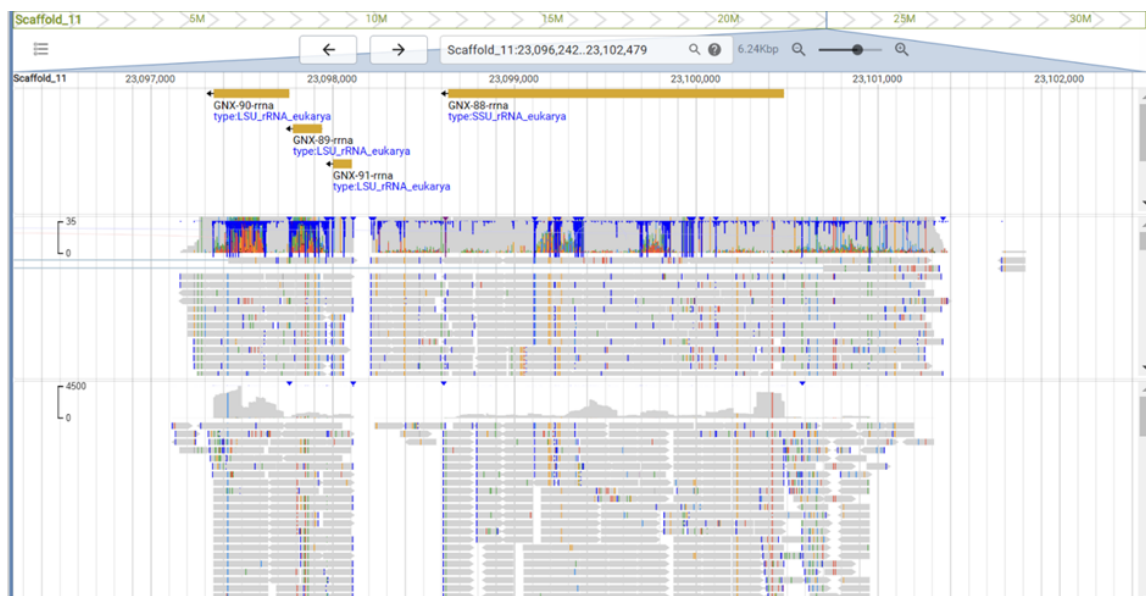 Scaffold_11
5M 10M 15M 20M 25M 30M
Scaffold_11:23,096,242..23,102,479 6.24Kbp
Scaffold_11 23,097,000 23,098,000 23,099,000 23,100,000 23,101,000 23,102,000
GNX-90-rrna GNX-88-rrna
type:LSU_rRNA_eukarya type:SSU_rRNA_eukarya
GNX-89-rrna
type:LSU_rRNA_eukarya
GNX-91-rrna
type:LSU_rRNA_eukarya
35
0
4500
0